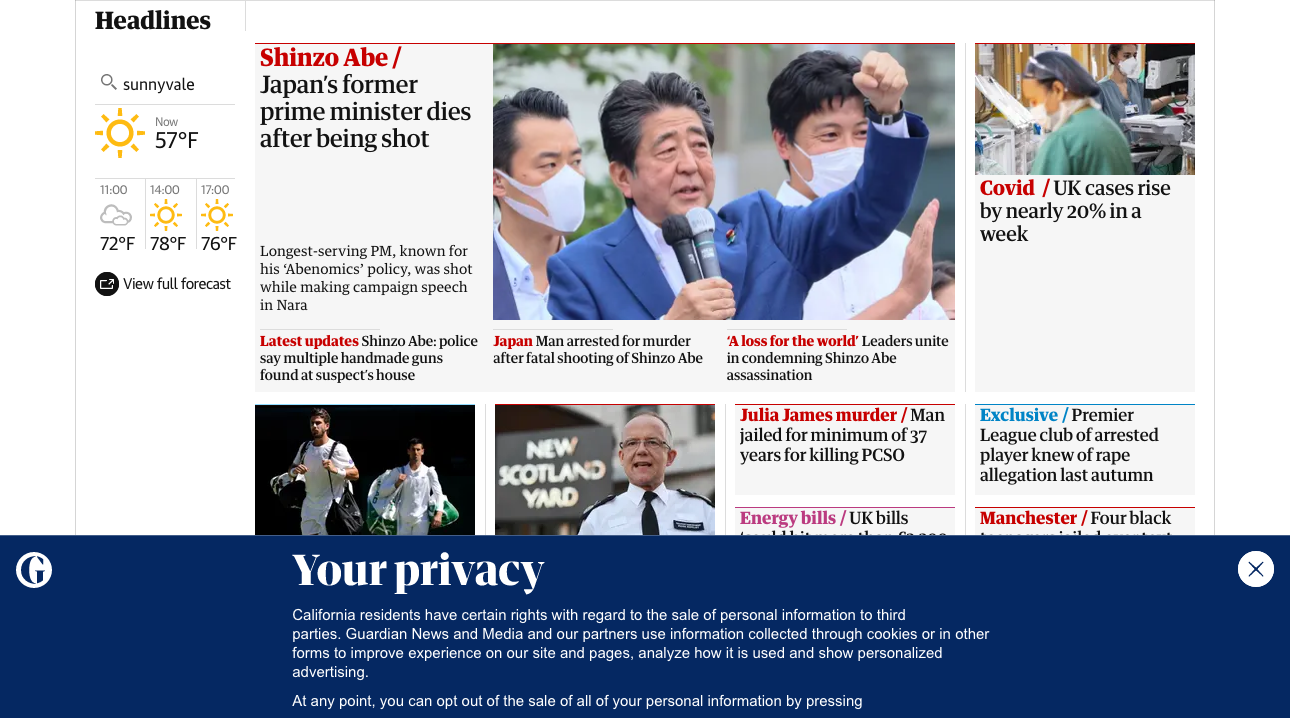 Headlines
sunnyvale
Now
57°F
11:00
72°F
14:00
78°F
17:00
76°F
View full forecast
Shinzo Abe /
Japan’s former
prime minister dies
after being shot
Longest-serving PM, known for
his ‘Abenomics’ policy, was shot
while making campaign speech
in Nara
Latest updates Shinzo Abe: police
say multiple handmade guns
found at suspect’s house
Japan Man arrested for murder
after fatal shooting of Shinzo Abe
‘A loss for the world’ Leaders unite
in condemning Shinzo Abe
assassination
Covid / UK cases rise
by nearly 20% in a
week
NEW
SCOTLAND
YARD
Julia James murder / Man
jailed for minimum of 37
years for killing PCSO
Exclusive / Premier
League club of arrested
player knew of rape
allegation last autumn
Energy bills / UK bills
Manchester / Four black
G
Your privacy
California residents have certain rights with regard to the sale of personal information to third
parties. Guardian News and Media and our partners use information collected through cookies or in other
forms to improve experience on our site and pages, analyze how it is used and show personalized
advertising.
At any point, you can opt out of the sale of all of your personal information by pressing